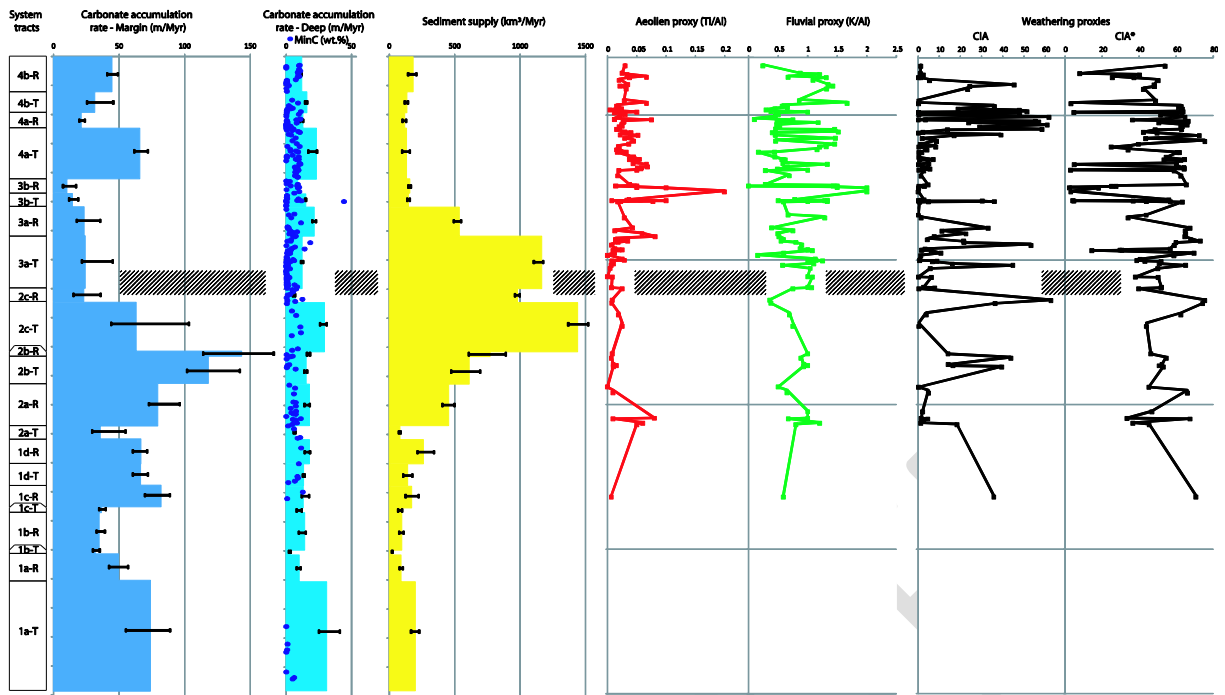 System
tracts
Carbonate accumulation
rate - Margin (m/Myr)
Carbonate accumulation
rate - Deep (m/Myr)
MinC (wt.%)
Sediment supply (km³/Myr)
Aeolien proxy (Ti/Al)
Fluvial proxy (K/Al)
Weathering proxies
CIA
CIA*
0 50 100 150
0 50
0 500 1000 1500
0 0.05 0.1 0.15 0.2
0 0.5 1 1.5 2 2.5
0 10 20 30 40 50 60
0 20 40 60 80
4b-R
4b-T
4a-R
4a-T
3b-R
3b-T
3a-R
3a-T
2c-R
2c-T
2b-R
2b-T
2a-R
2a-T
1d-R
1d-T
1c-R
1c-T
1b-R
1b-T
1a-R
1a-T